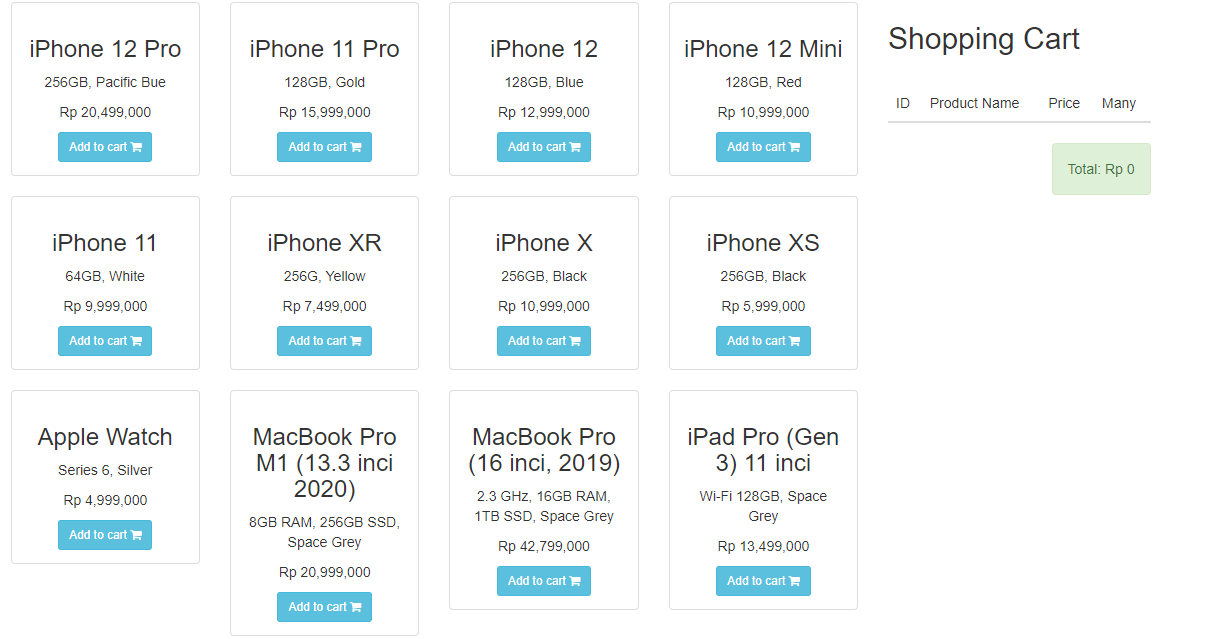 iPhone 12 Pro
256GB, Pacific Bue
Rp 20,499,000
Add to cart
iPhone 11 Pro
128GB, Gold
Rp 15,999,000
Add to cart
iPhone 12
128GB, Blue
Rp 12,999,000
Add to cart
iPhone 12 Mini
128GB, Red
Rp 10,999,000
Add to cart
iPhone 11
64GB, White
Rp 9,999,000
Add to cart
iPhone XR
256G, Yellow
Rp 7,499,000
Add to cart
iPhone X
256GB, Black
Rp 10,999,000
Add to cart
iPhone XS
256GB, Black
Rp 5,999,000
Add to cart
Apple Watch
Series 6, Silver
Rp 4,999,000
Add to cart
MacBook Pro
M1 (13.3 inci
2020)
8GB RAM, 256GB SSD,
Space Grey
Rp 20,999,000
Add to cart
MacBook Pro
(16 inci, 2019)
2.3 GHz, 16GB RAM,
1TB SSD, Space Grey
Rp 42,799,000
Add to cart
iPad Pro (Gen
3) 11 inci
Wi-Fi 128GB, Space
Grey
Rp 13,499,000
Add to cart
Shopping Cart
ID Product Name Price Many
Total: Rp 0